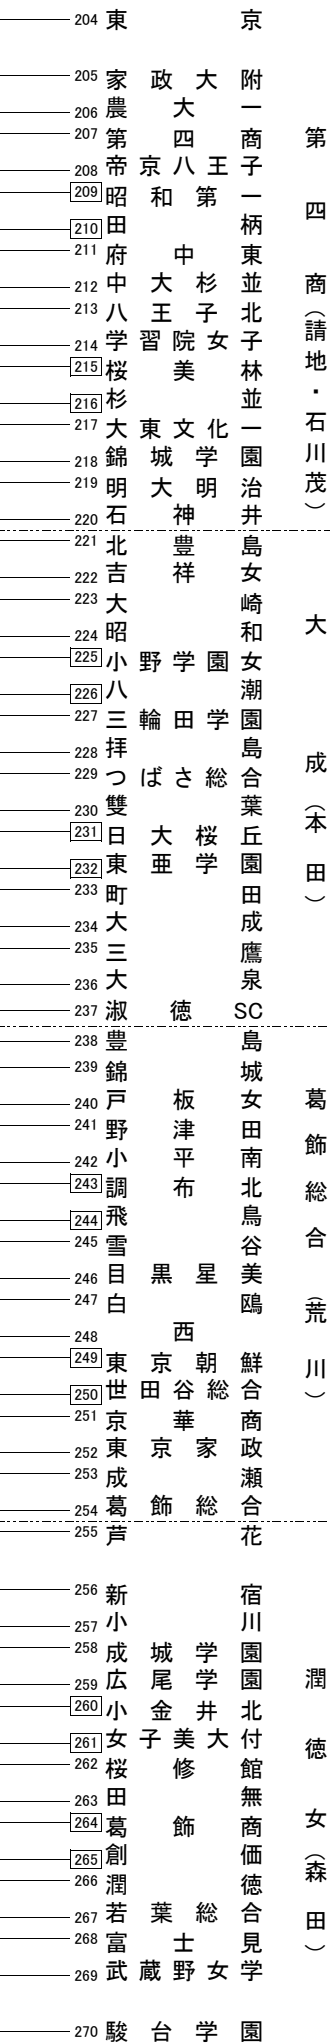 204 東京
205 家政大附
206 農大一
207 第四商
208 帝京八王子
209 昭和第一
210 田柄
211 府中東
212 中大杉並
213 八王子北
214 学習院女子
215 桜美林
216 杉並
217 大東文化一
218 錦城学園
219 明大明治
220 石神井
第四商（請地・石川茂）
221 北豊島
222 吉祥女
223 大崎
224 昭和
225 小野学園女
226 八潮
227 三輪田学園
228 拝島
229 つばさ総合
230 雙葉
231 日大桜丘
232 東亜学園
233 町田
234 大成
235 三鷹
236 大泉
237 淑徳SC
大成（本田）
238 豊島
239 錦城
240 戸板女
241 野津田
242 小平南
243 調布北
244 飛鳥
245 雪谷
246 目黒星美
247 白鴎
248 西
249 東京朝鮮
250 世田谷総合
251 京華商
252 東京家政
253 成瀬
254 葛飾総合
葛飾総合（荒川）
255 芦花
256 新宿
257 小川
258 成城学園
259 広尾学園
260 小金井北
261 女子美大付
262 桜修館
263 田無
264 葛飾商
265 創価
266 潤徳
267 若葉総合
268 富士見
269 武蔵野女学
270 駿台学園
潤徳女（森田）